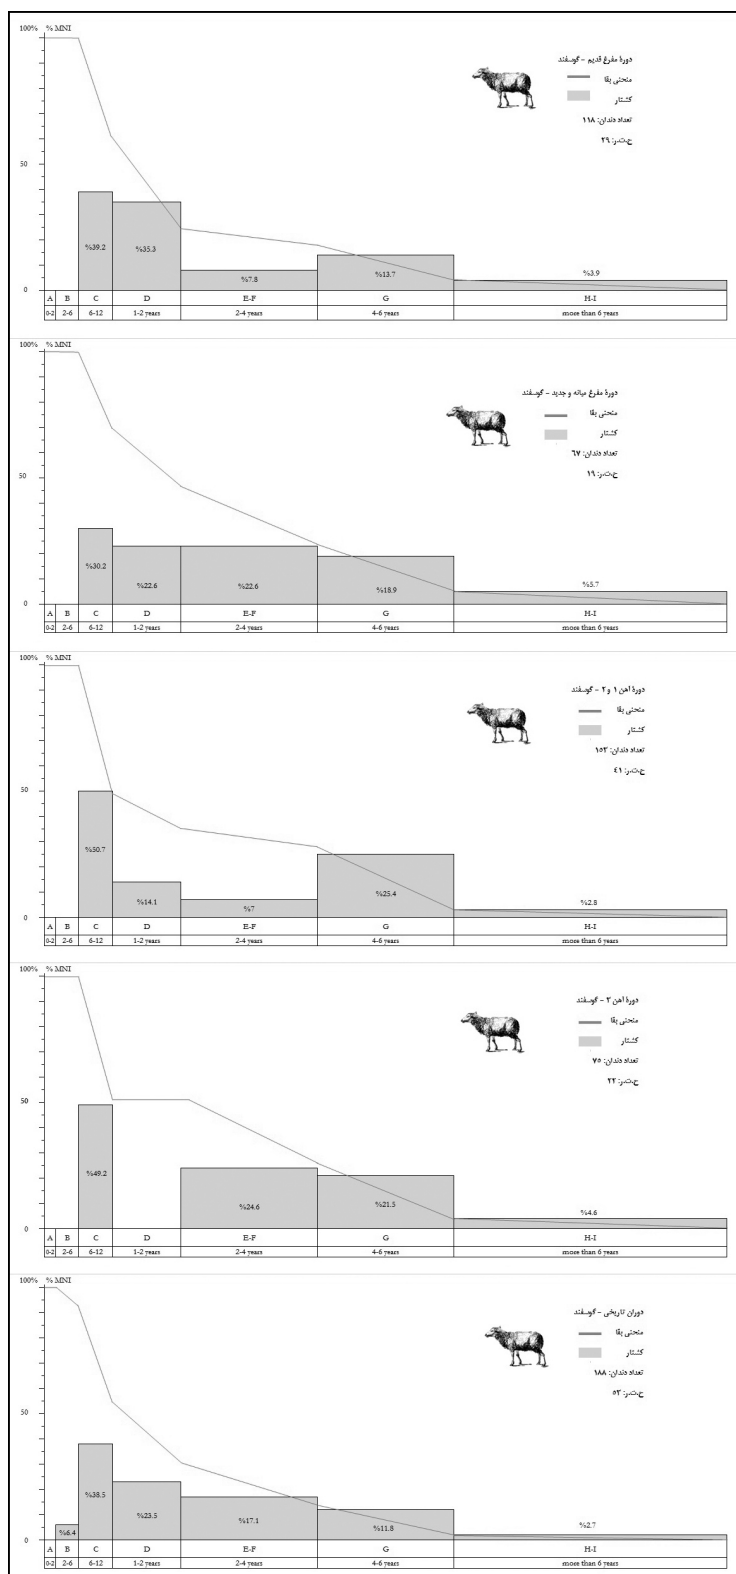 100% % MNI
دورهٔ مفرغ قدیم - گوسفند
منحنی بقا
کشتار
تعداد دندان: ۱۱۸
ح.ت.ر: ۲۹
50
%39.2
%35.3
%7.8
%13.7
%3.9
0
A B C D E-F G H-I
0-2 2-6 6-12 1-2 years 2-4 years 4-6 years more than 6 years
100% % MNI
دورهٔ مفرغ میانه و جدید - گوسفند
منحنی بقا
کشتار
تعداد دندان: ٦٧
ح.ت.ر: ۱۹
50
%30.2
%22.6
%22.6
%18.9
%5.7
0
A B C D E-F G H-I
0-2 2-6 6-12 1-2 years 2-4 years 4-6 years more than 6 years
100% % MNI
دورهٔ آهن ۱ و ۲ - گوسفند
منحنی بقا
کشتار
تعداد دندان: ۱۵۳
ح.ت.ر: ٤۱
50
%50.7
%14.1
%7
%25.4
%2.8
0
A B C D E-F G H-I
0-2 2-6 6-12 1-2 years 2-4 years 4-6 years more than 6 years
100% % MNI
دورهٔ آهن ۳ - گوسفند
منحنی بقا
کشتار
تعداد دندان: ۷۵
ح.ت.ر: ۲۲
50
%49.2
%24.6
%21.5
%4.6
0
A B C D E-F G H-I
0-2 2-6 6-12 1-2 years 2-4 years 4-6 years more than 6 years
100% % MNI
دوران تاریخی - گوسفند
منحنی بقا
کشتار
تعداد دندان: ۱۸۸
ح.ت.ر: ۵۳
50
%6.4
%38.5
%23.5
%17.1
%11.8
%2.7
0
A B C D E-F G H-I
0-2 2-6 6-12 1-2 years 2-4 years 4-6 years more than 6 years